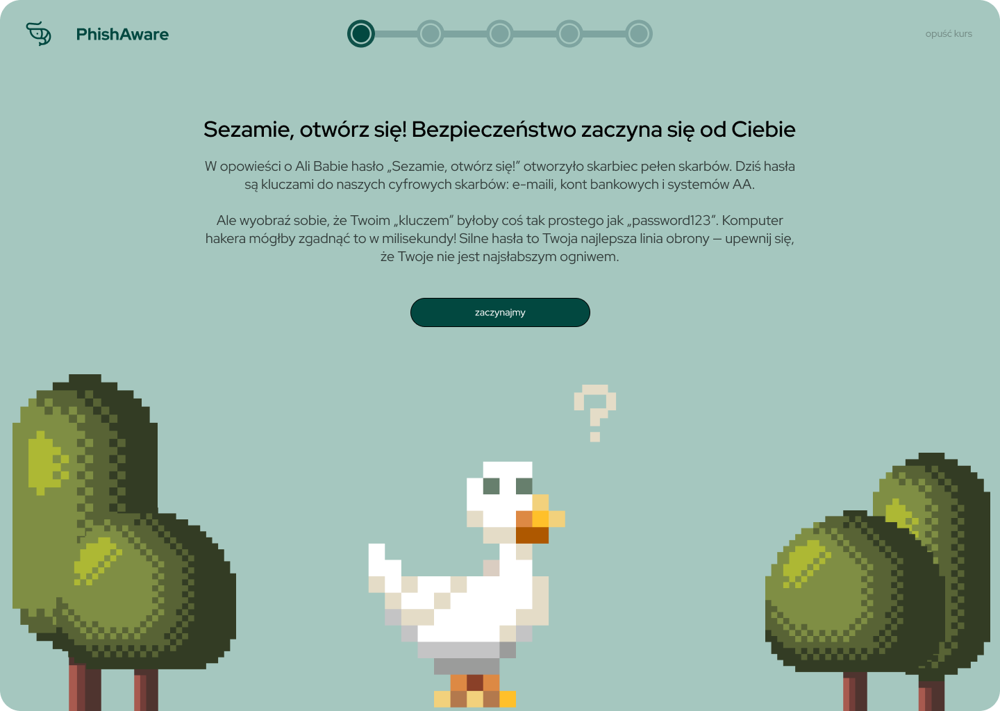 PhishAware
opuść kurs
Sezamie, otwórz się! Bezpieczeństwo zaczyna się od Ciebie
W opowieści o Ali Babie hasło „Sezamie, otwórz się!” otworzyło skarbiec pełen skarbów. Dziś hasła
są kluczami do naszych cyfrowych skarbów: e-maili, kont bankowych i systemów AA.
Ale wyobraź sobie, że Twoim „kluczem” byłoby coś tak prostego jak „password123”. Komputer
hakera mógłby zgadnąć to w milisekundy! Silne hasła to Twoja najlepsza linia obrony — upewnij się,
że Twoje nie jest najsłabszym ogniwem.
zaczynajmy
?